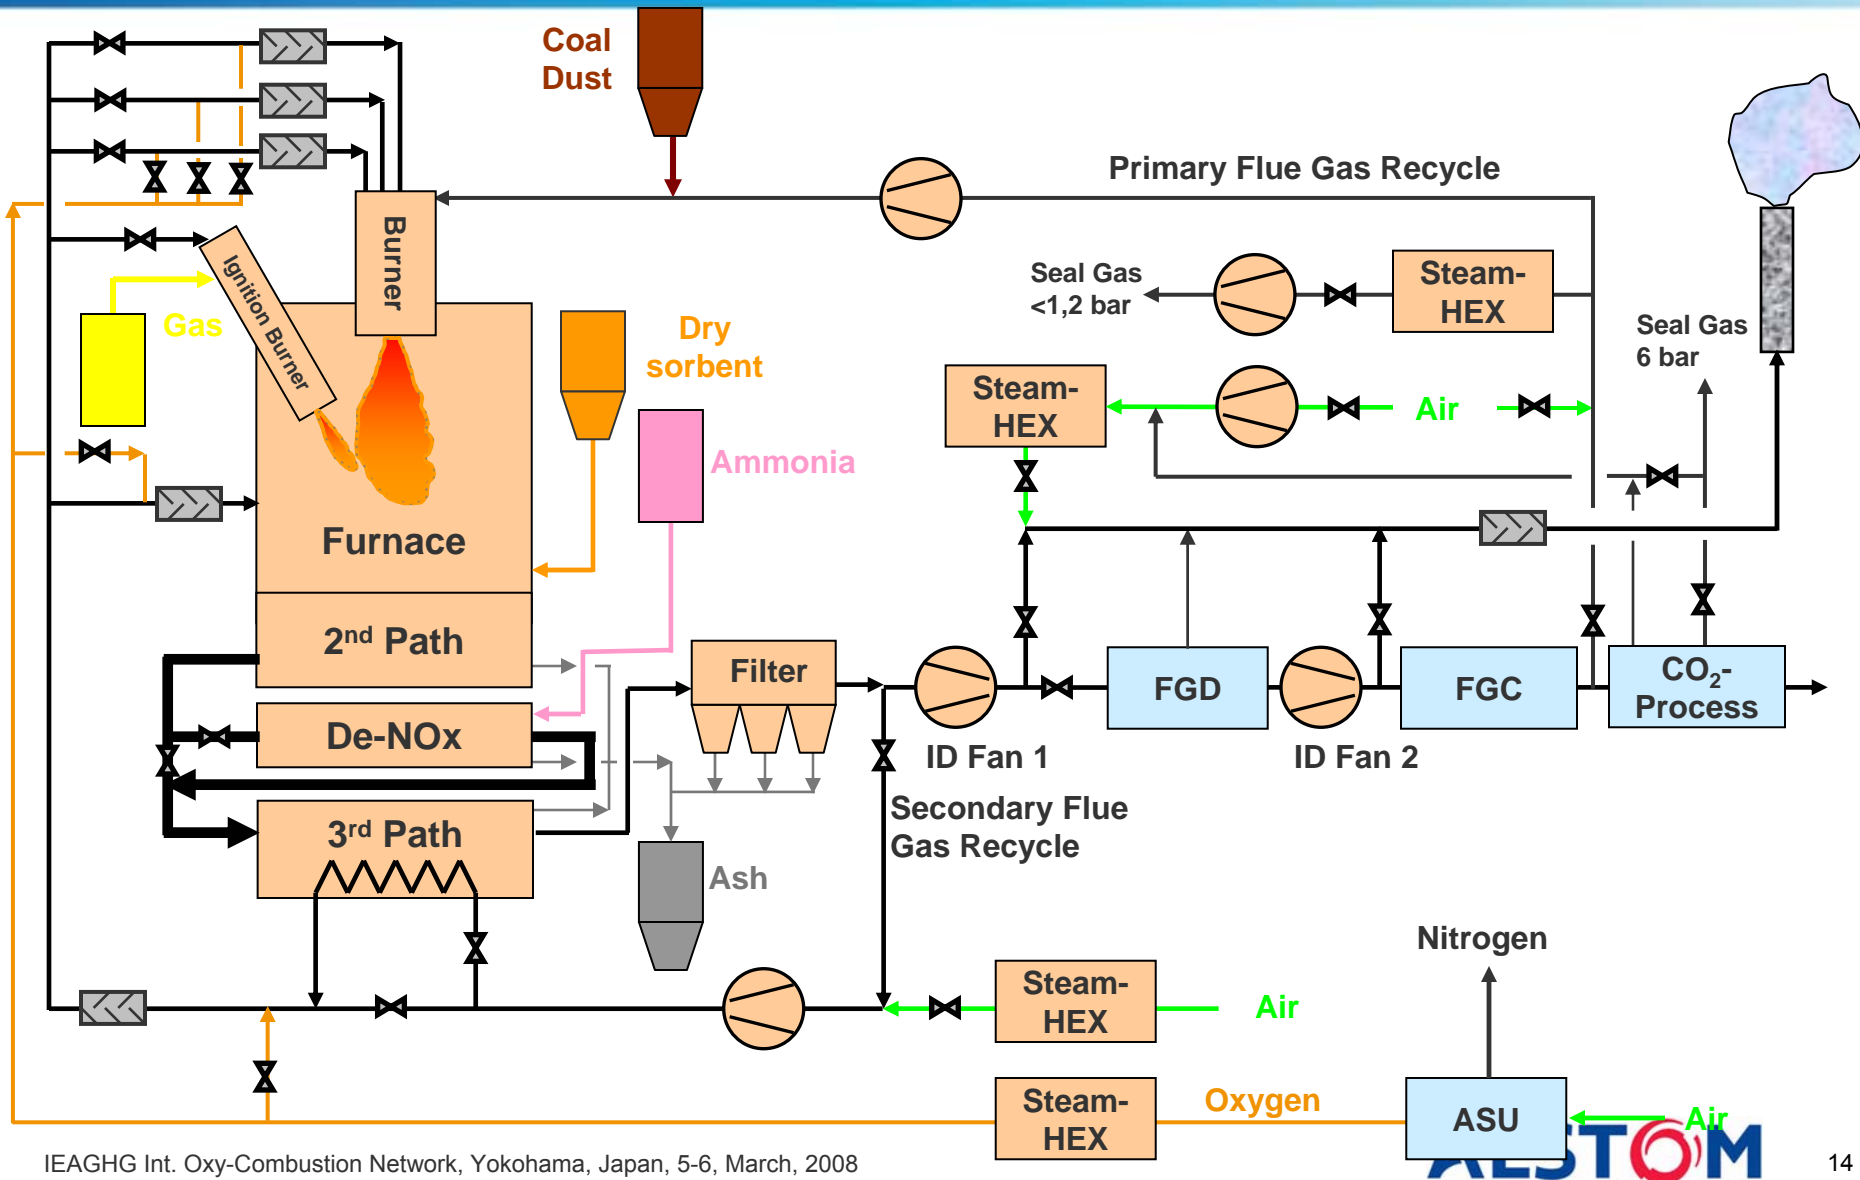 Coal
Dust
Primary Flue Gas Recycle
Burner
Ignition Burner
Seal Gas
<1,2 bar
Steam-
HEX
Gas
Dry
sorbent
Seal Gas
6 bar
Steam-
HEX
Air
Ammonia
Furnace
2nd Path
Filter
FGD
FGC
CO2-
Process
De-NOx
ID Fan 1
ID Fan 2
3rd Path
Secondary Flue
Gas Recycle
Ash
Nitrogen
Steam-
HEX
Air
Steam-
HEX
Oxygen
ASU
Air
ALSTOM
IEAGHG Int. Oxy-Combustion Network, Yokohama, Japan, 5-6, March, 2008
14